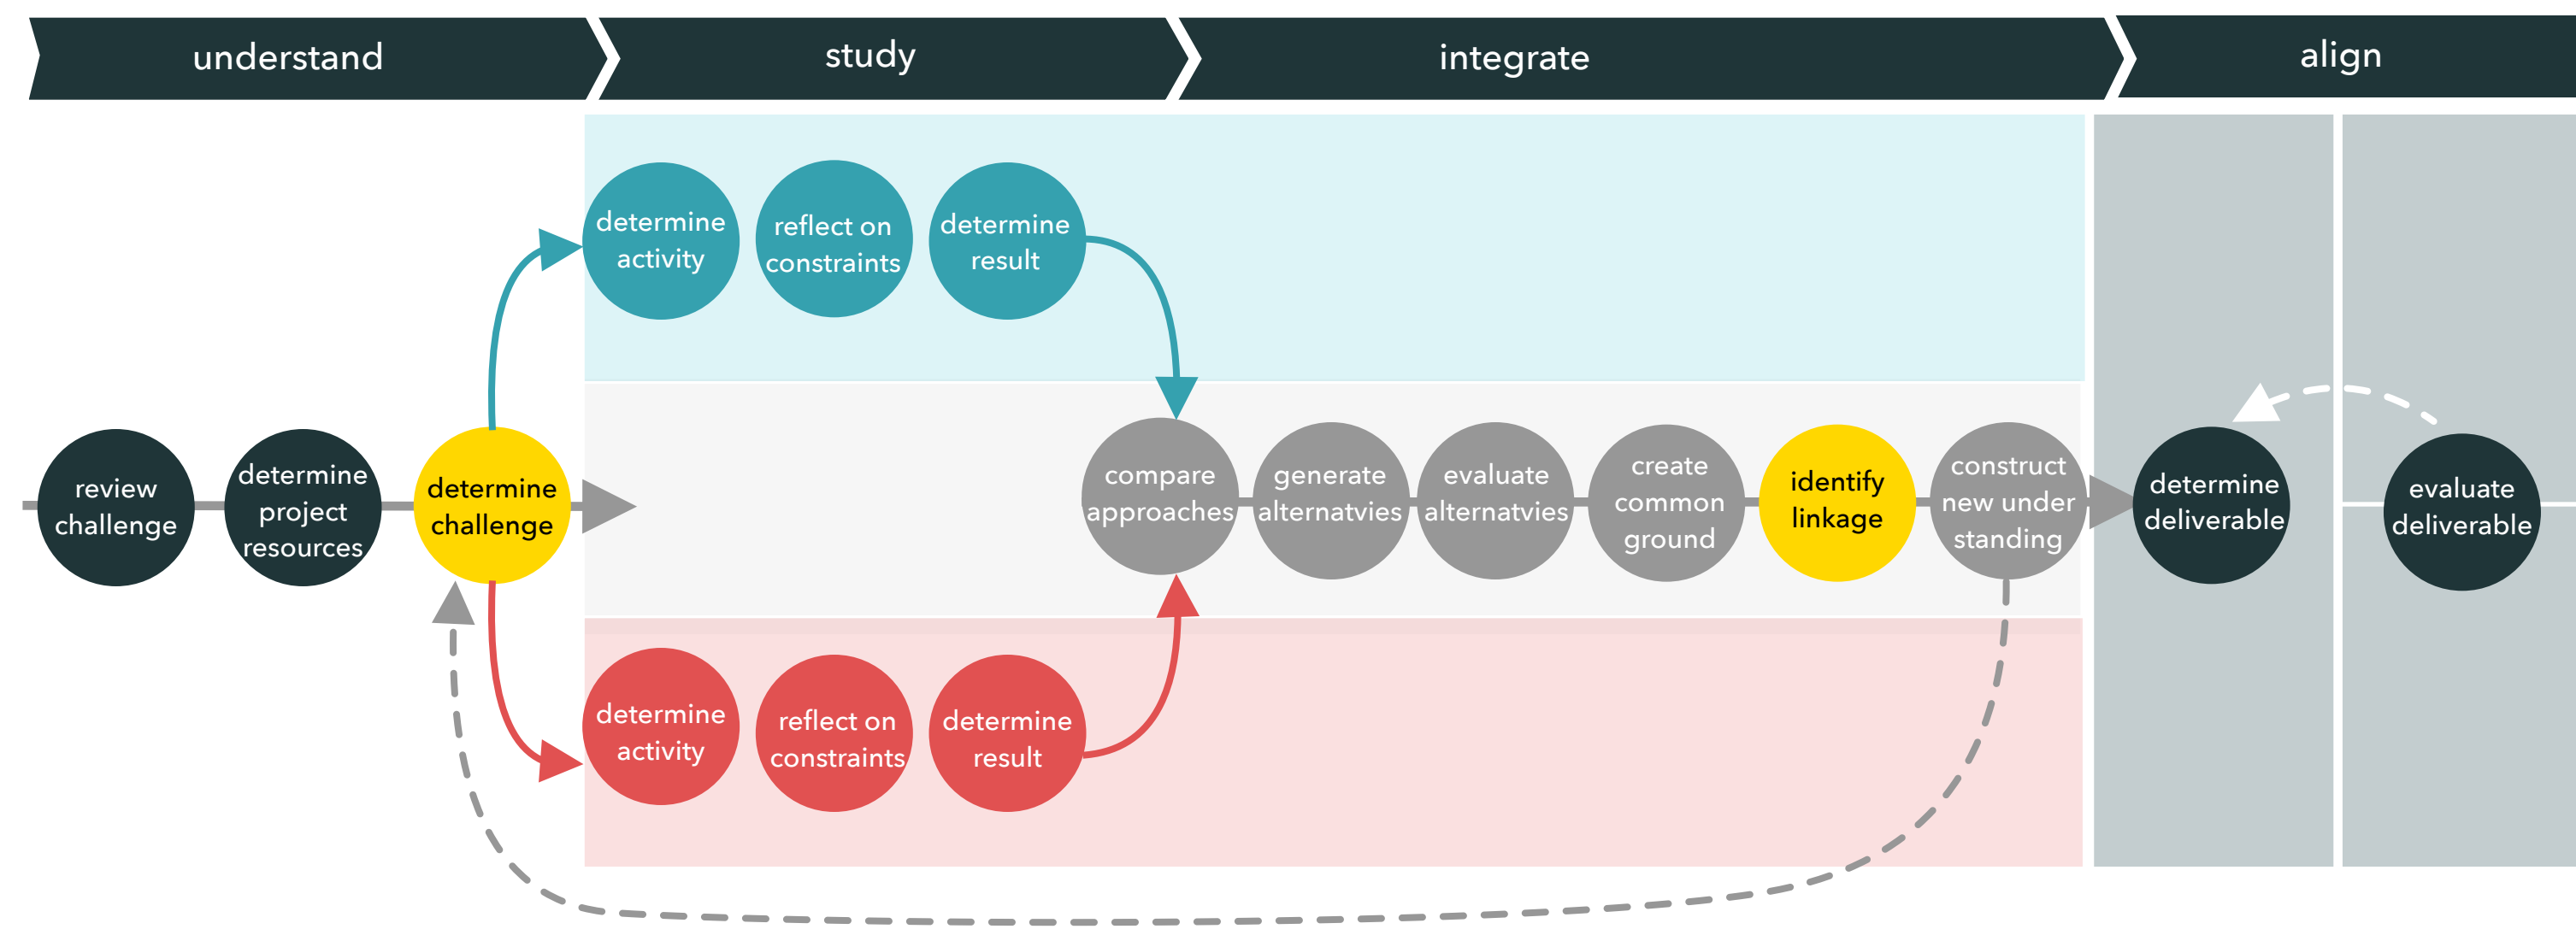 understand
study
integrate
align
review
challenge
determine
project
resources
determine
challenge
determine
activity
reflect on
constraints
determine
result
compare
approaches
generate
alternatvies
evaluate
alternatvies
create
common
ground
identify
linkage
construct
new under
standing
determine
deliverable
evaluate
deliverable
determine
activity
reflect on
constraints
determine
result